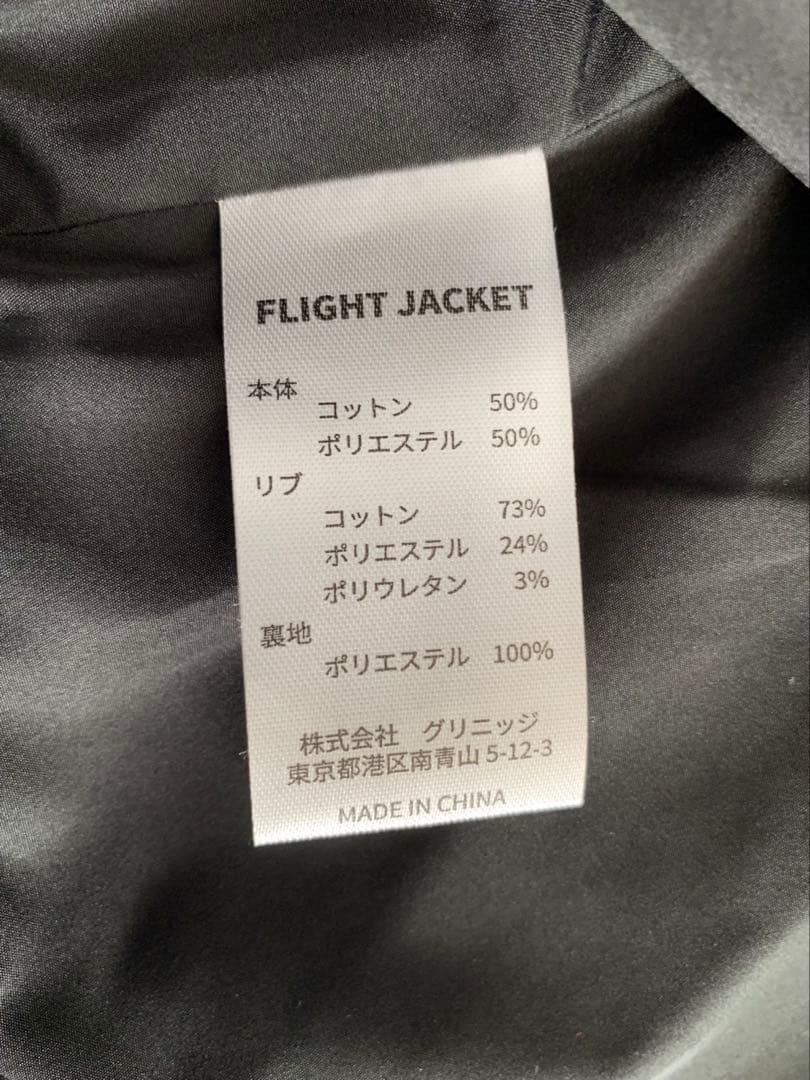 FLIGHT JACKET
本体
コットン 50%
ポリエステル 50%
リブ
コットン 73%
ポリエステル 24%
ポリウレタン 3%
裏地
ポリエステル 100%
株式会社 グリニッジ
東京都港区南青山 5-12-3
MADE IN CHINA